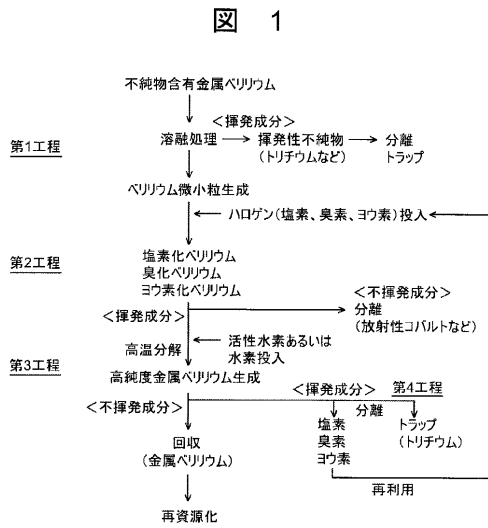 図 1
不純物含有金属ベリリウム
<揮発成分>
第1工程
溶融処理
揮発性不純物
(トリチウムなど)
分離
トラップ
ベリリウム微小粒生成
ハロゲン(塩素、臭素、ヨウ素)投入
第2工程
塩素化ベリリウム
臭化ベリリウム
ヨウ素化ベリリウム
<不揮発成分>
分離
(放射性コバルトなど)
<揮発成分>
高温分解
活性水素あるいは
水素投入
第3工程
高純度金属ベリリウム生成
<揮発成分>
第4工程
<不揮発成分>
分離
回収
(金属ベリリウム)
塩素
臭素
ヨウ素
トラップ
(トリチウム)
再利用
再資源化